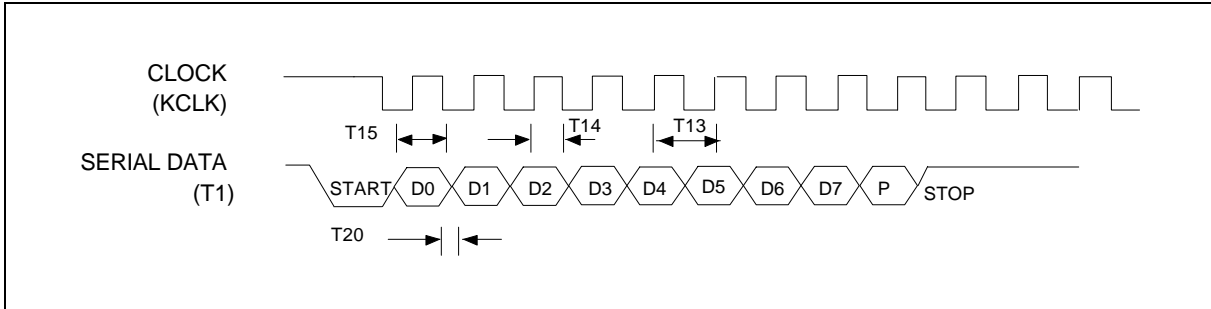 CLOCK
(KCLK)
T15
T14
T13
SERIAL DATA
(T1)
START D0 D1 D2 D3 D4 D5 D6 D7 P STOP
T20